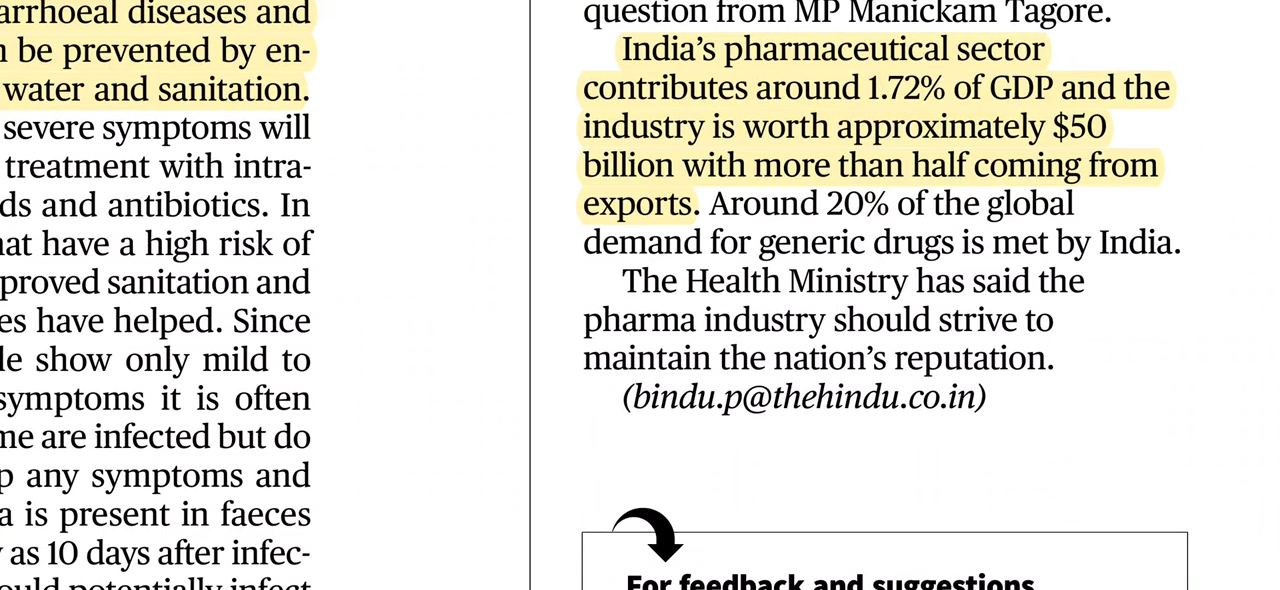 arrhoeal diseases and
be prevented by en-
water and sanitation.
severe symptoms will
treatment with intra-
ds and antibiotics. In
hat have a high risk of
proved sanitation and
es have helped. Since
le show only mild to
symptoms it is often
me are infected but do
p any symptoms and
a is present in faeces
as 10 days after infec-
ould potentially infect
question from MP Manickam Tagore.
India's pharmaceutical sector
contributes around 1.72% of GDP and the
industry is worth approximately $50
billion with more than half coming from
exports. Around 20% of the global
demand for generic drugs is met by India.
The Health Ministry has said the
pharma industry should strive to
maintain the nation's reputation.
(bindu.p@thehindu.co.in)
For feedback and suggestions